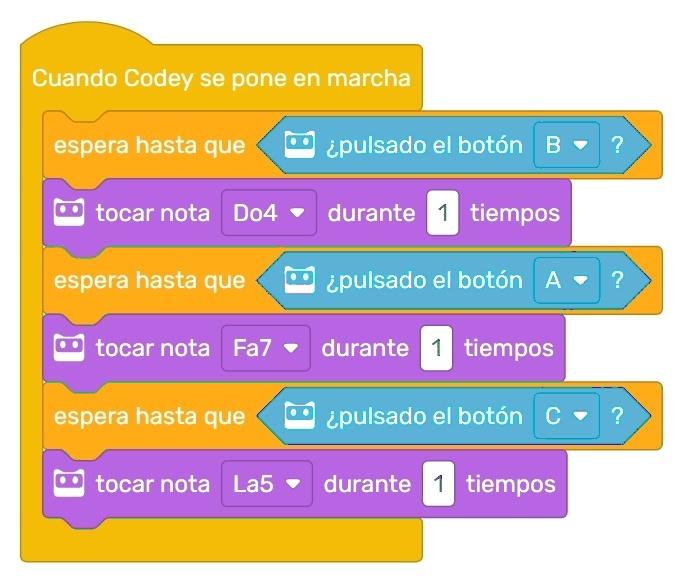 Cuando Codey se pone en marcha
espera hasta que ¿pulsado el botón B ?
tocar nota Do4 durante 1 tiempos
espera hasta que ¿pulsado el botón A ?
tocar nota Fa7 durante 1 tiempos
espera hasta que ¿pulsado el botón C ?
tocar nota La5 durante 1 tiempos